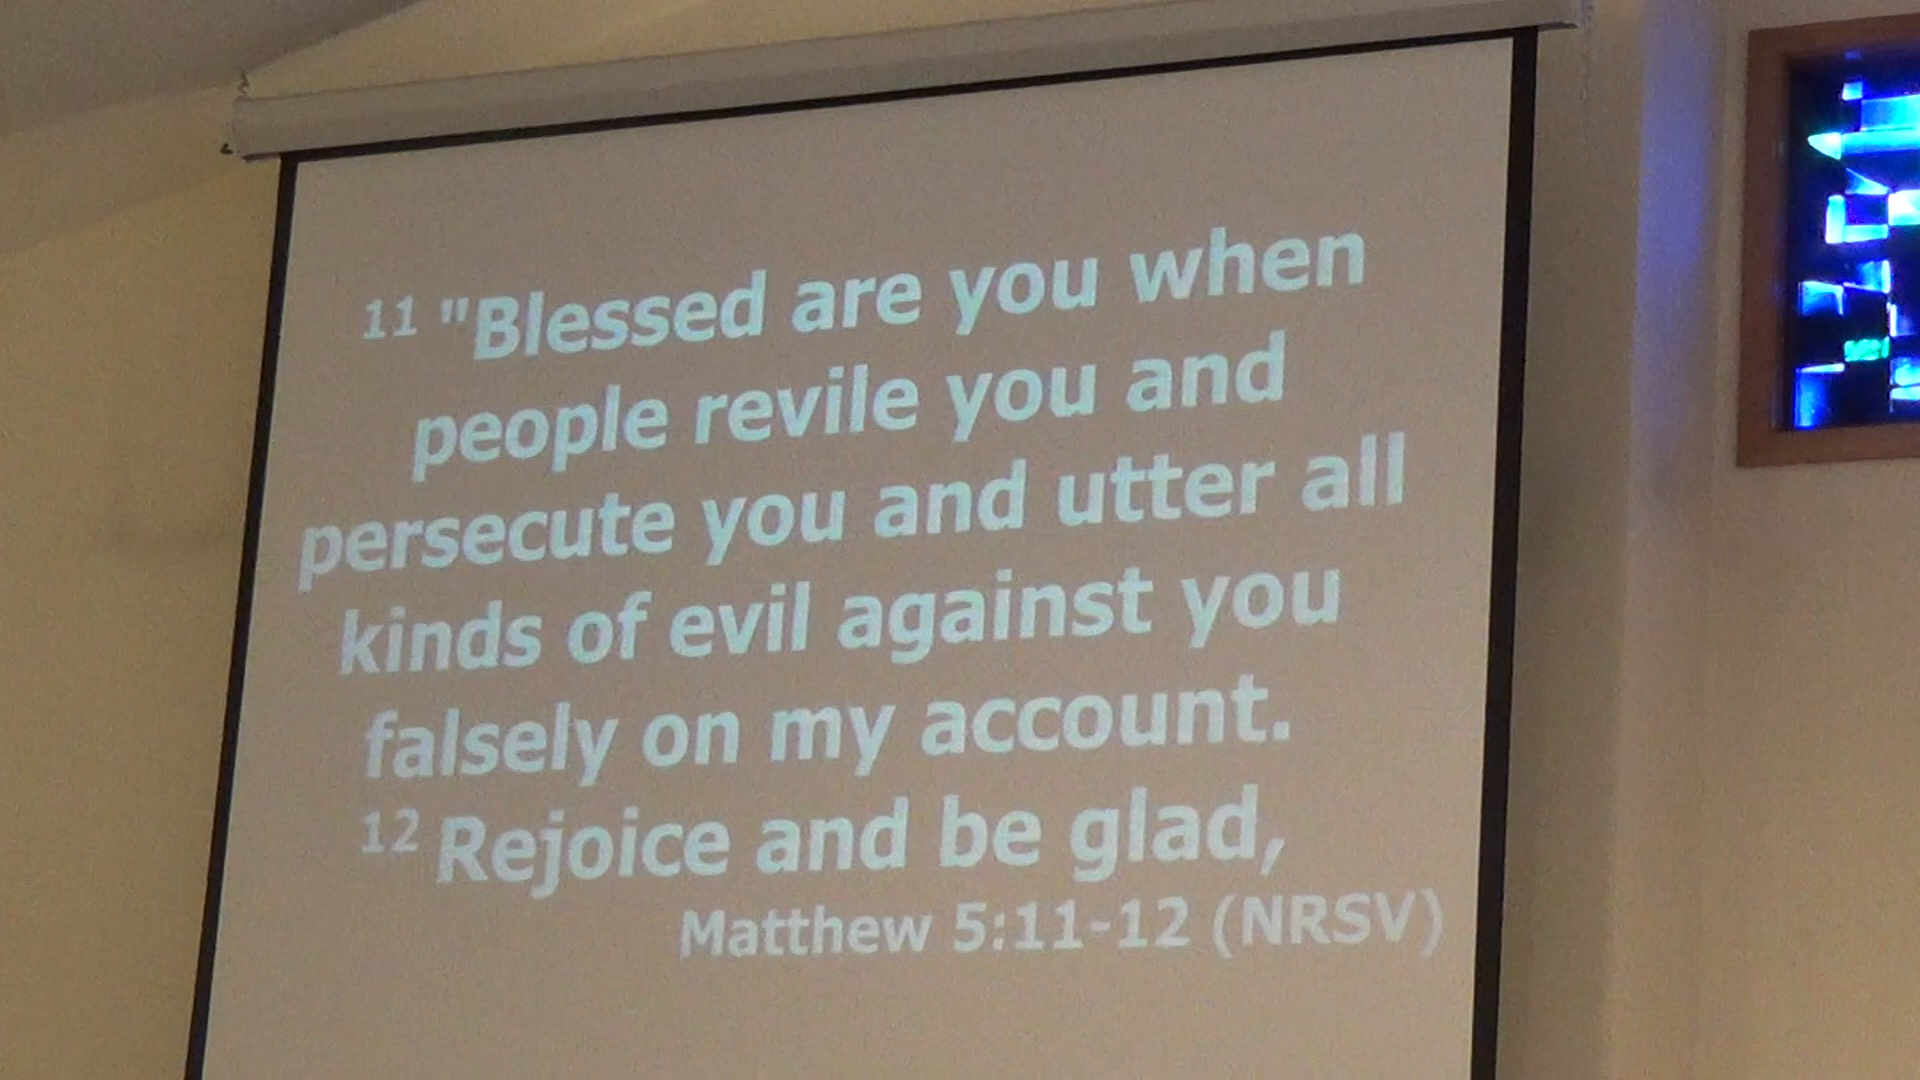 11 "Blessed are you when
people revile you and
persecute you and utter all
kinds of evil against you
falsely on my account.
12 Rejoice and be glad,
Matthew 5:11-12 (NRSV)